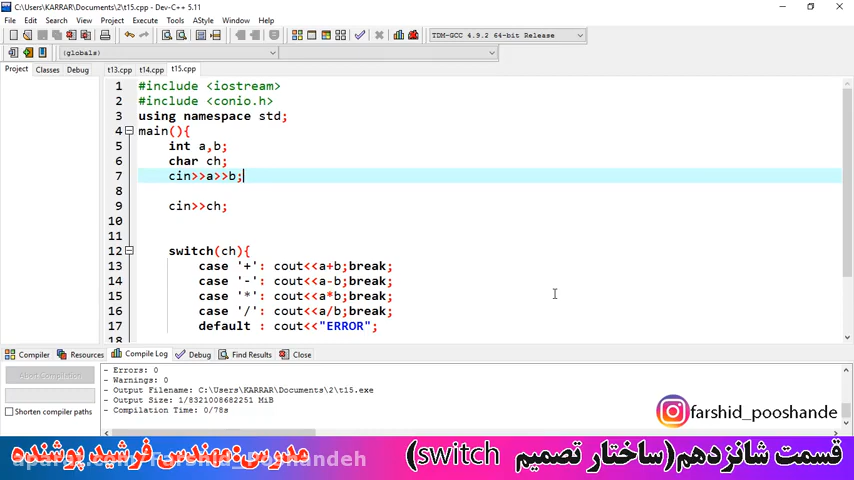 C:\Users\KARRAR\Documents\2\t15.cpp - Dev-C++ 5.11
File Edit Search View Project Execute Tools AStyle Window Help
TDM-GCC 4.9.2 64-bit Release
(globals)
Project Classes Debug t13.cpp t14.cpp t15.cpp
1 #include <iostream>
2 #include <conio.h>
3 using namespace std;
4 main(){
5 int a,b;
6 char ch;
7 cin>>a>>b;
8
9 cin>>ch;
10
11
12 switch(ch){
13 case '+': cout<<a+b;break;
14 case '-': cout<<a-b;break;
15 case '*': cout<<a*b;break;
16 case '/': cout<<a/b;break;
17 default : cout<<"ERROR";
18
Compiler Resources Compile Log Debug Find Results Close
Abort Compilation
Shorten compiler paths
- Errors: 0
- Warnings: 0
- Output Filename: C:\Users\KARRAR\Documents\2\t15.exe
- Output Size: 1/8321008682251 MiB
- Compilation Time: 0/78s
farshid_pooshande
قسمت شانزدهم(ساختار تصمیم switch)
مدرس:مهندس فرشید پوشنده
aparat.com/Farshid_Pooshandeh